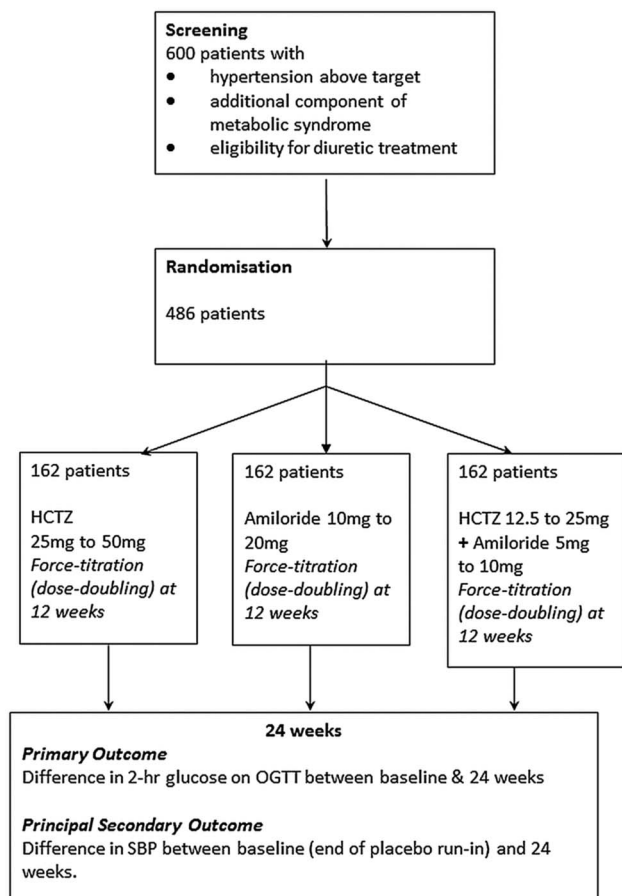 Screening
600 patients with
● hypertension above target
● additional component of
metabolic syndrome
● eligibility for diuretic treatment
Randomisation
486 patients
162 patients
HCTZ
25mg to 50mg
Force-titration
(dose-doubling) at
12 weeks
162 patients
Amiloride 10mg to
20mg
Force-titration
(dose-doubling) at
12 weeks
162 patients
HCTZ 12.5 to 25mg
+ Amiloride 5mg
to 10mg
Force-titration
(dose-doubling) at
12 weeks
24 weeks
Primary Outcome
Difference in 2-hr glucose on OGTT between baseline & 24 weeks
Principal Secondary Outcome
Difference in SBP between baseline (end of placebo run-in) and 24
weeks.